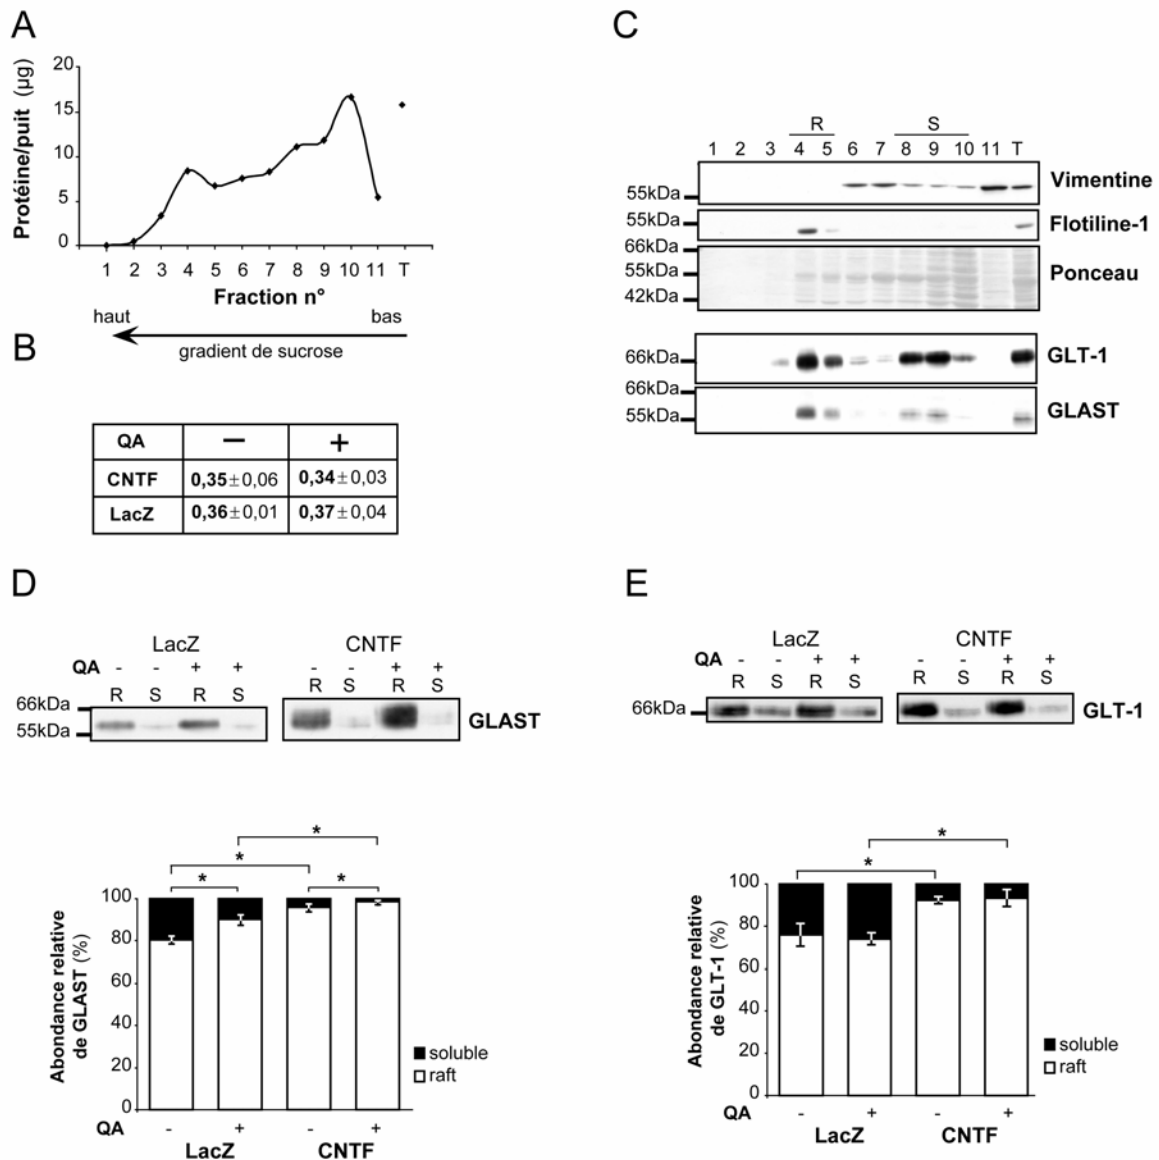 A
Protéine/puit (µg)
20
15
10
5
0
1 2 3 4 5 6 7 8 9 10 11 T
Fraction n°
haut
bas
gradient de sucrose
B
QA − +
CNTF 0,35±0,06 0,34±0,03
LacZ 0,36±0,01 0,37±0,04
C
R S
1 2 3 4 5 6 7 8 9 10 11 T
55kDa
Vimentine
55kDa
Flotiline-1
66kDa
55kDa
42kDa
Ponceau
66kDa
GLT-1
66kDa
55kDa
GLAST
D
LacZ
CNTF
QA - - + + - - + +
R S R S R S R S
66kDa
55kDa
GLAST
* * * *
Abondance relative
de GLAST (%)
100
80
60
40
20
0
soluble
raft
QA - + - +
LacZ CNTF
E
LacZ
CNTF
QA - - + + - - + +
R S R S R S R S
66kDa
GLT-1
* *
Abondance relative
de GLT-1 (%)
100
80
60
40
20
0
soluble
raft
QA - + - +
LacZ CNTF